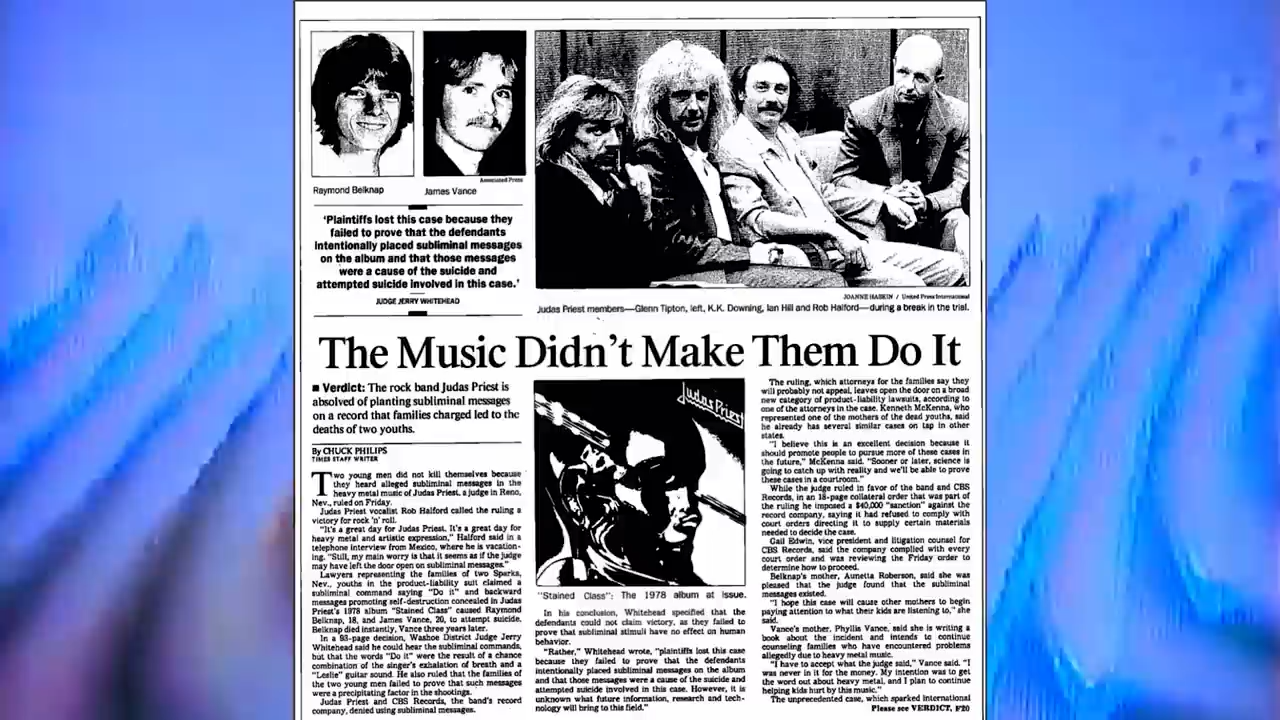 Associated Press
Raymond Belknap
James Vance
'Plaintiffs lost this case because they
failed to prove that the defendants
intentionally placed subliminal messages
on the album and that those messages
were a cause of the suicide and
attempted suicide involved in this case.'
JUDGE JERRY WHITEHEAD
JOANNE HASKIN / United Press International
Judas Priest members—Glenn Tipton, left, K.K. Downing, Ian Hill and Rob Halford—during a break in the trial.
The Music Didn't Make Them Do It
■ Verdict: The rock band Judas Priest is
absolved of planting subliminal messages
on a record that families charged led to the
deaths of two youths.
By CHUCK PHILIPS
TIMES STAFF WRITER
Two young men did not kill themselves because
they heard alleged subliminal messages in the
heavy metal music of Judas Priest, a judge in Reno,
Nev., ruled on Friday.
Judas Priest vocalist Rob Halford called the ruling a
victory for rock 'n' roll.
"It's a great day for Judas Priest. It's a great day for
heavy metal and artistic expression," Halford said in a
telephone interview from Mexico, where he is vacation-
ing. "Still, my main worry is that it seems as if the judge
may have left the door open on subliminal messages."
Lawyers representing the families of two Sparks,
Nev., youths in the product-liability suit claimed a
subliminal command saying "Do it" and backward
messages promoting self-destruction concealed in Judas
Priest's 1978 album "Stained Class" caused Raymond
Belknap, 18, and James Vance, 20, to attempt suicide.
Belknap died instantly, Vance three years later.
In a 93-page decision, Washoe District Judge Jerry
Whitehead said he could hear the subliminal commands,
but that the words "Do it" were the result of a chance
combination of the singer's exhalation of breath and a
"Leslie" guitar sound. He also ruled that the families of
the two young men failed to prove that such messages
were a precipitating factor in the shootings.
Judas Priest and CBS Records, the band's record
company, denied using subliminal messages.
Judas Priest
"Stained Class": The 1978 album at issue.
In his conclusion, Whitehead specified that the
defendants could not claim victory, as they failed to
prove that subliminal stimuli have no effect on human
behavior.
"Rather," Whitehead wrote, "plaintiffs lost this case
because they failed to prove that the defendants
intentionally placed subliminal messages on the album
and that those messages were a cause of the suicide and
attempted suicide involved in this case. However, it is
unknown what future information, research and tech-
nology will bring to this field."
The ruling, which attorneys for the families say they
will probably not appeal, leaves open the door on a broad
new category of product-liability lawsuits, according to
one of the attorneys in the case. Kenneth McKenna, who
represented one of the mothers of the dead youths, said
he already has several similar cases on tap in other
states.
"I believe this is an excellent decision because it
should promote people to pursue more of these cases in
the future," McKenna said. "Sooner or later, science is
going to catch up with reality and we'll be able to prove
these cases in a courtroom."
While the judge ruled in favor of the band and CBS
Records, in an 18-page collateral order that was part of
the ruling he imposed a $40,000 "sanction" against the
record company, saying it had refused to comply with
court orders directing it to supply certain materials
needed to decide the case.
Gail Edwin, vice president and litigation counsel for
CBS Records, said the company complied with every
court order and was reviewing the Friday order to
determine how to proceed.
Belknap's mother, Aunetta Roberson, said she was
pleased that the judge found that the subliminal
messages existed.
"I hope this case will cause other mothers to begin
paying attention to what their kids are listening to," she
said.
Vance's mother, Phyllis Vance, said she is writing a
book about the incident and intends to continue
counseling families who have encountered problems
allegedly due to heavy metal music.
"I have to accept what the judge said," Vance said. "I
was never in it for the money. My intention was to get
the word out about heavy metal, and I plan to continue
helping kids hurt by this music."
The unprecedented case, which sparked international
Please see VERDICT, F20